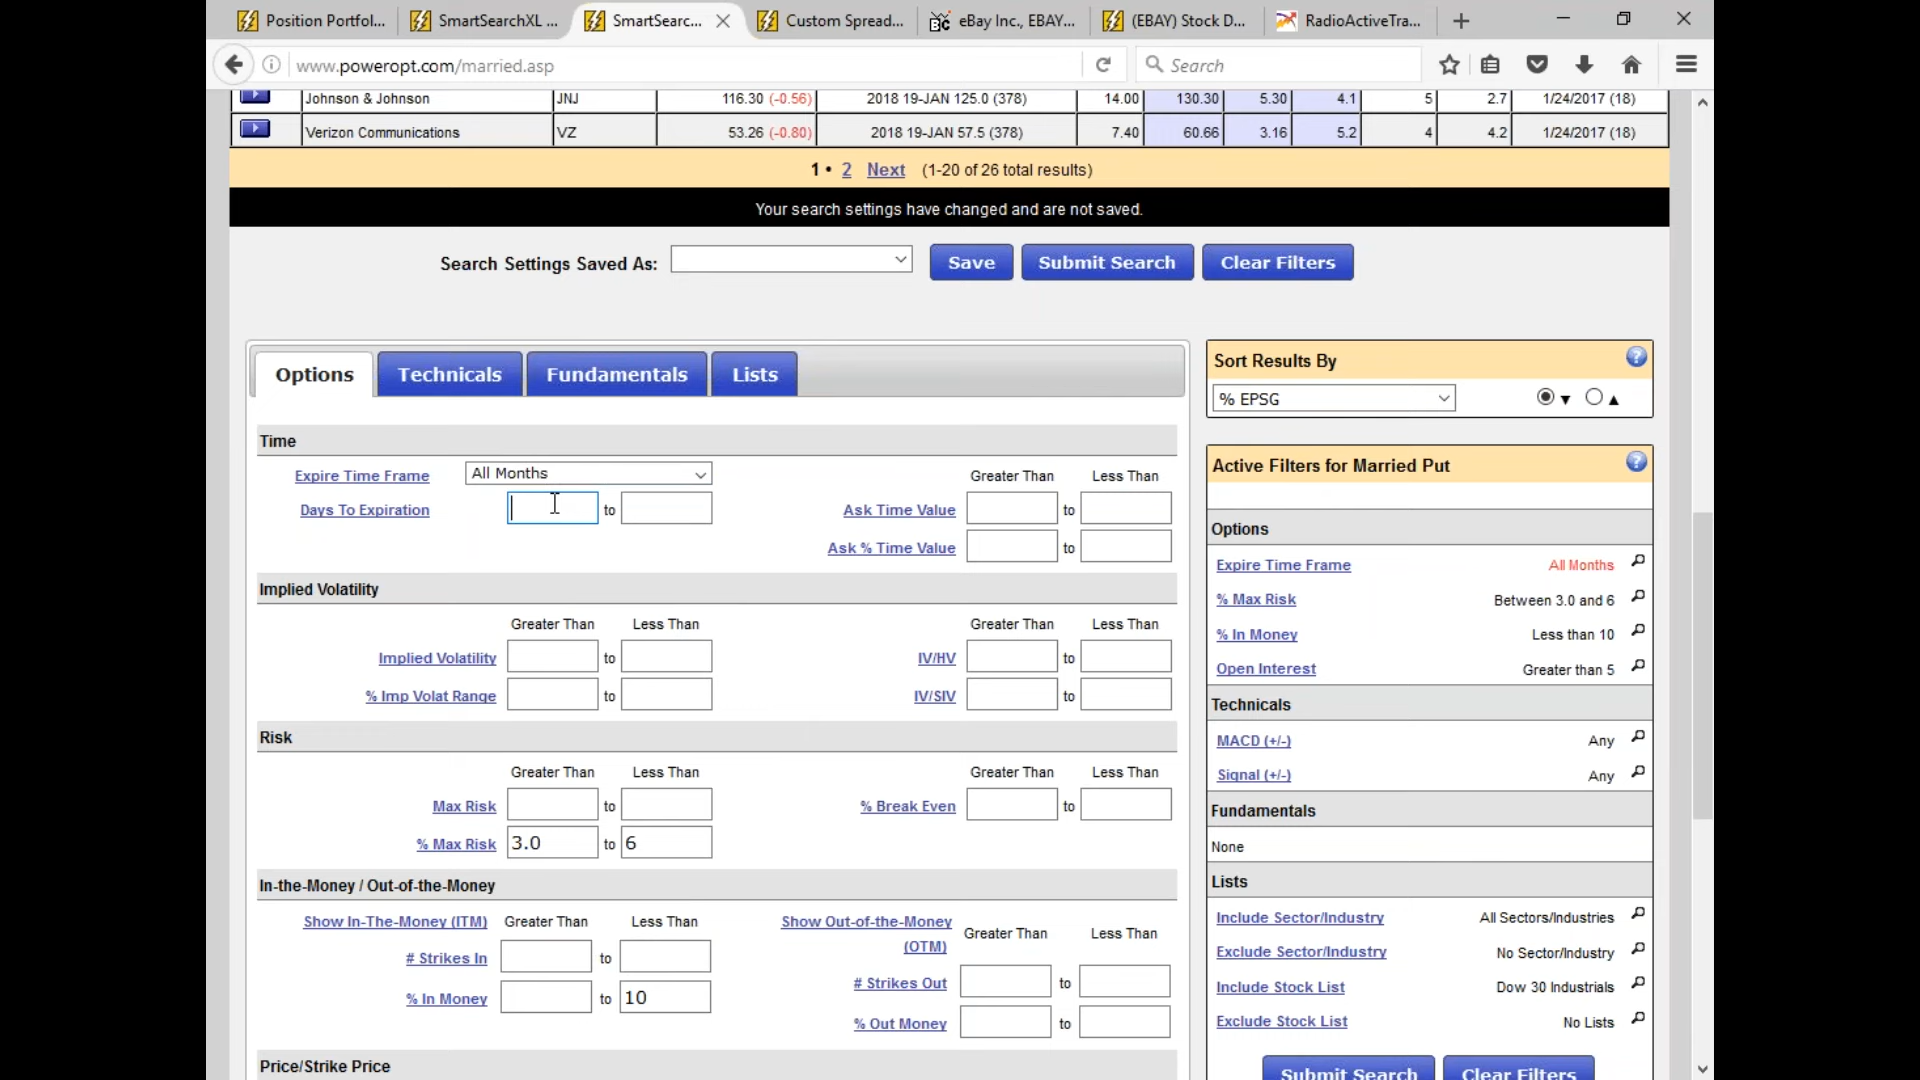 Position Portfol... SmartSearchXL ... SmartSearc... Custom Spread... eBay Inc., EBAY... (EBAY) Stock D... RadioActiveTra...
www.poweropt.com/married.asp Search
Johnson & Johnson JNJ 116.30 (-0.56) 2018 19-JAN 125.0 (378) 14.00 130.30 5.30 4.1 5 2.7 1/24/2017 (18)
Verizon Communications VZ 53.26 (-0.80) 2018 19-JAN 57.5 (378) 7.40 60.66 3.16 5.2 4 4.2 1/24/2017 (18)
1 • 2 Next (1-20 of 26 total results)
Your search settings have changed and are not saved.
Search Settings Saved As: Save Submit Search Clear Filters
Options Technicals Fundamentals Lists
Time
Expire Time Frame All Months Greater Than Less Than
Days To Expiration to Ask Time Value to
Ask % Time Value to
Implied Volatility
Greater Than Less Than Greater Than Less Than
Implied Volatility to IV/HV to
% Imp Volat Range to IV/SIV to
Risk
Greater Than Less Than Greater Than Less Than
Max Risk to % Break Even to
% Max Risk 3.0 to 6
In-the-Money / Out-of-the-Money
Show In-The-Money (ITM) Greater Than Less Than Show Out-of-the-Money
(OTM) Greater Than Less Than
# Strikes In to # Strikes Out to
% In Money to 10 % Out Money to
Price/Strike Price
Sort Results By ?
% EPSG ▼ ▲
Active Filters for Married Put ?
Options
Expire Time Frame All Months
% Max Risk Between 3.0 and 6
% In Money Less than 10
Open Interest Greater than 5
Technicals
MACD (+/-) Any
Signal (+/-) Any
Fundamentals
None
Lists
Include Sector/Industry All Sectors/Industries
Exclude Sector/Industry No Sector/Industry
Include Stock List Dow 30 Industrials
Exclude Stock List No Lists
Submit Search Clear Filters